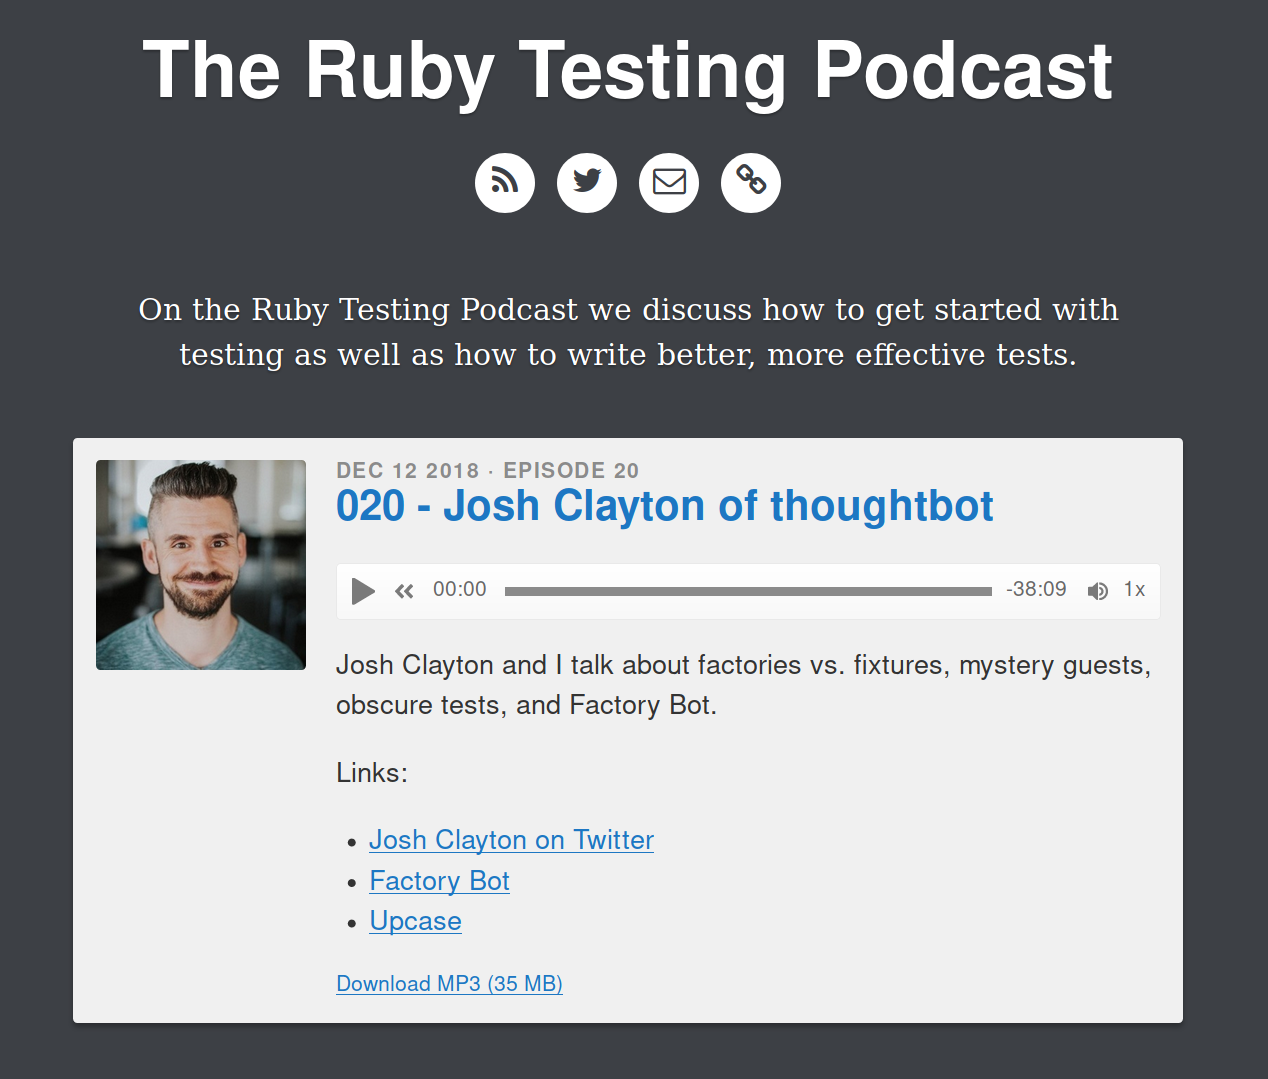 The Ruby Testing Podcast
On the Ruby Testing Podcast we discuss how to get started with
testing as well as how to write better, more effective tests.
DEC 12 2018 · EPISODE 20
020 - Josh Clayton of thoughtbot
00:00 -38:09 1x
Josh Clayton and I talk about factories vs. fixtures, mystery guests,
obscure tests, and Factory Bot.
Links:
• Josh Clayton on Twitter
• Factory Bot
• Upcase
Download MP3 (35 MB)